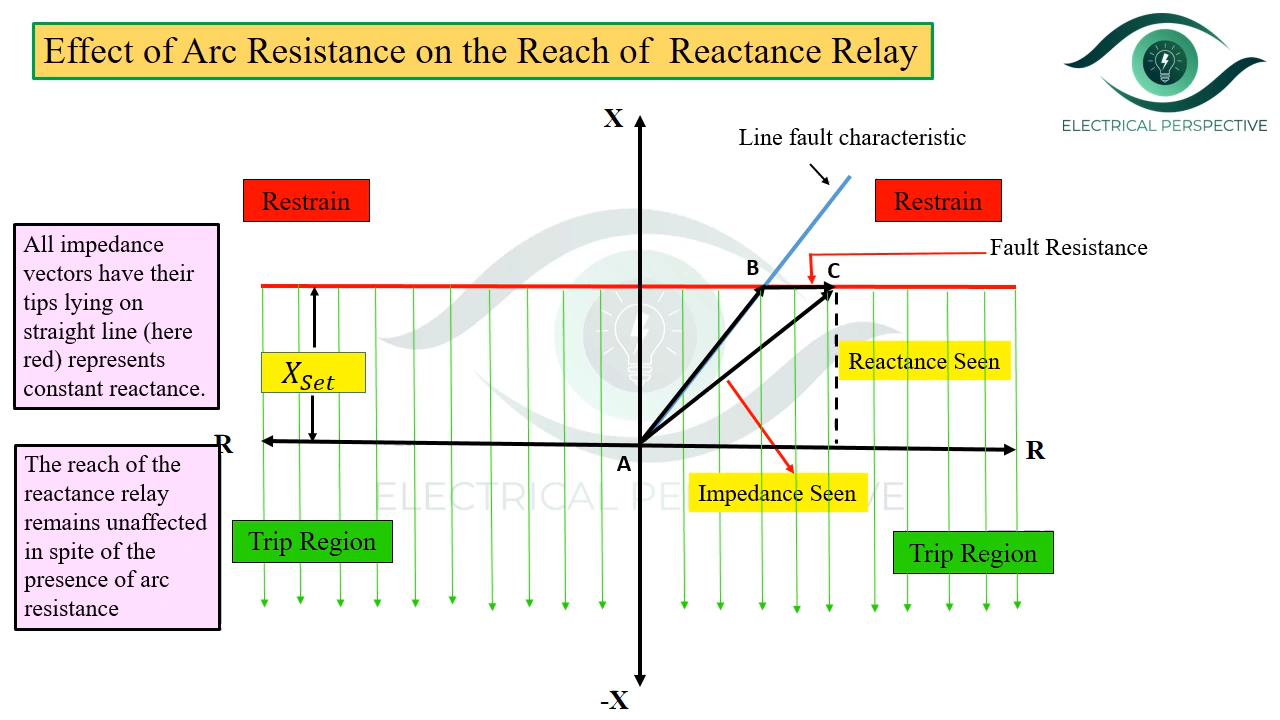 Effect of Arc Resistance on the Reach of Reactance Relay
ELECTRICAL PERSPECTIVE
X
Line fault characteristic
Restrain
Restrain
All impedance
vectors have their
tips lying on
straight line (here
red) represents
constant reactance.
Fault Resistance
B
C
X_Set
Reactance Seen
R
R
A
The reach of the
reactance relay
remains unaffected
in spite of the
presence of arc
resistance
Impedance Seen
ELECTRICAL PERSPECTIVE
Trip Region
Trip Region
-X